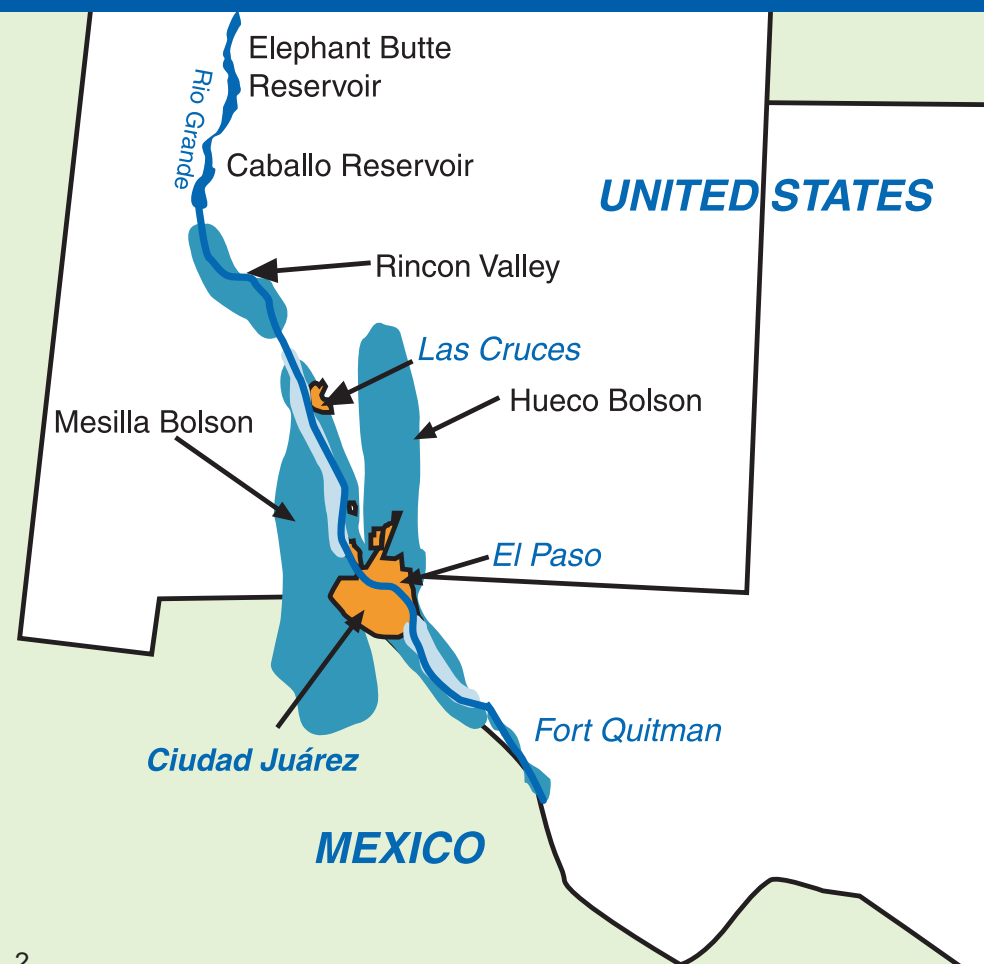 Elephant Butte
Reservoir
Rio Grande
Caballo Reservoir
UNITED STATES
Rincon Valley
Las Cruces
Hueco Bolson
Mesilla Bolson
El Paso
Fort Quitman
Ciudad Juárez
MEXICO
2